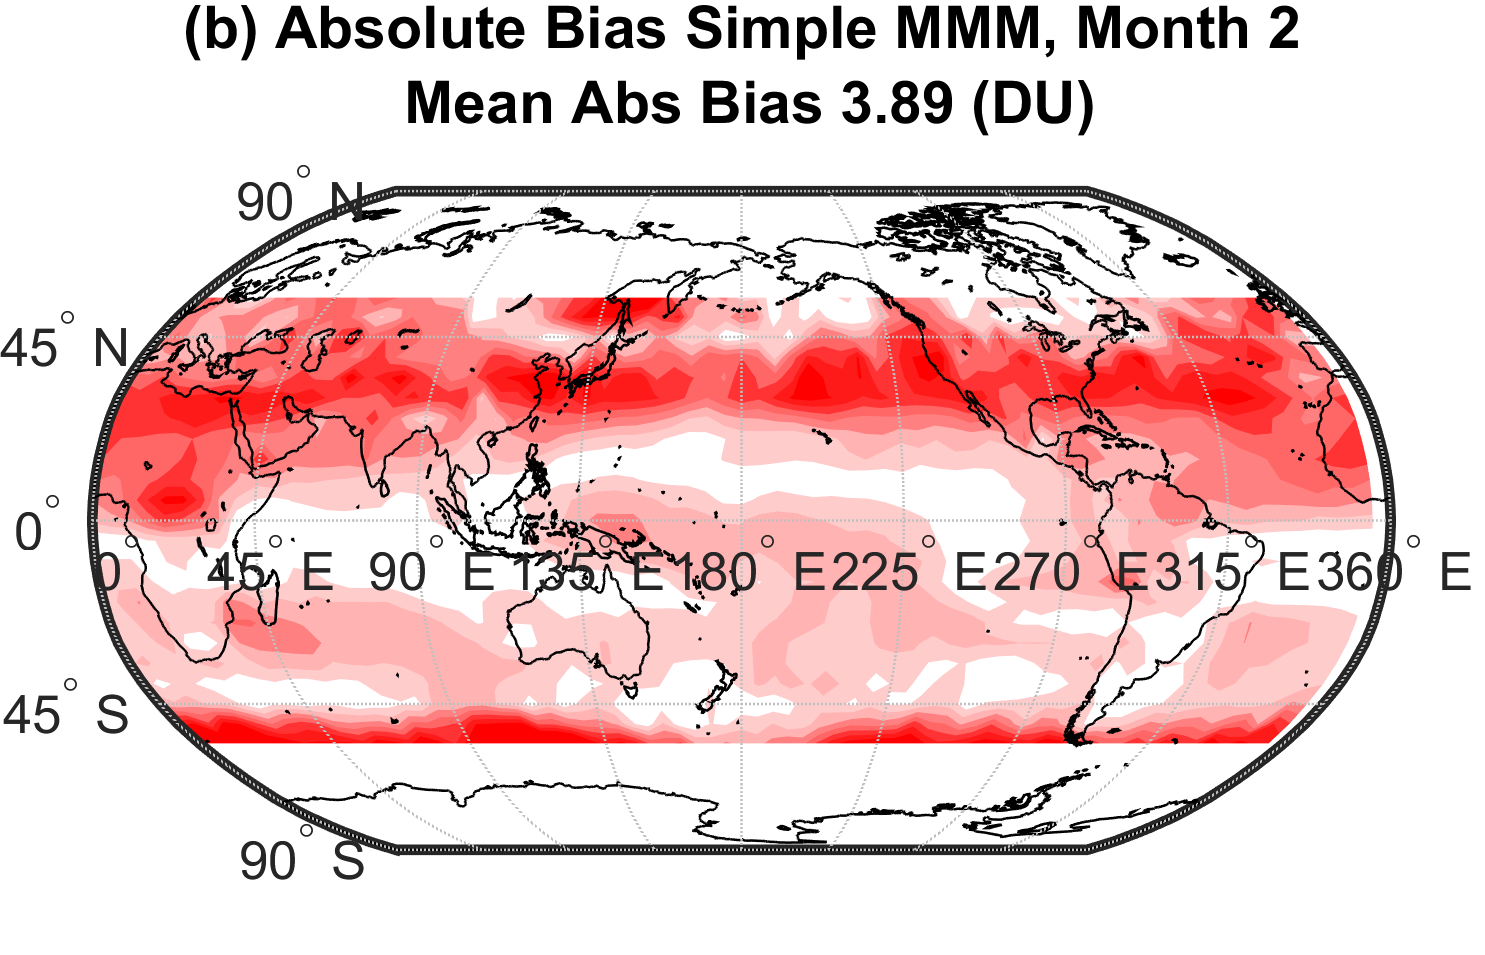 (b) Absolute Bias Simple MMM, Month 2
Mean Abs Bias 3.89 (DU)
90° N
45° N
0°
0° 45° E 90° E 135° E 180° E 225° E 270° E 315° E 360° E
45° S
90° S